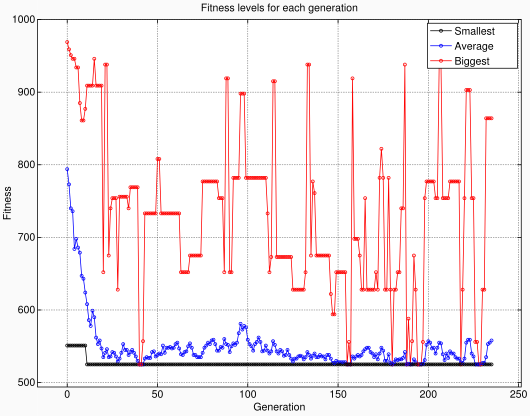 Fitness levels for each generation
1000
900
800
700
600
500
Fitness
Smallest
Average
Biggest
0 50 100 150 200 250
Generation